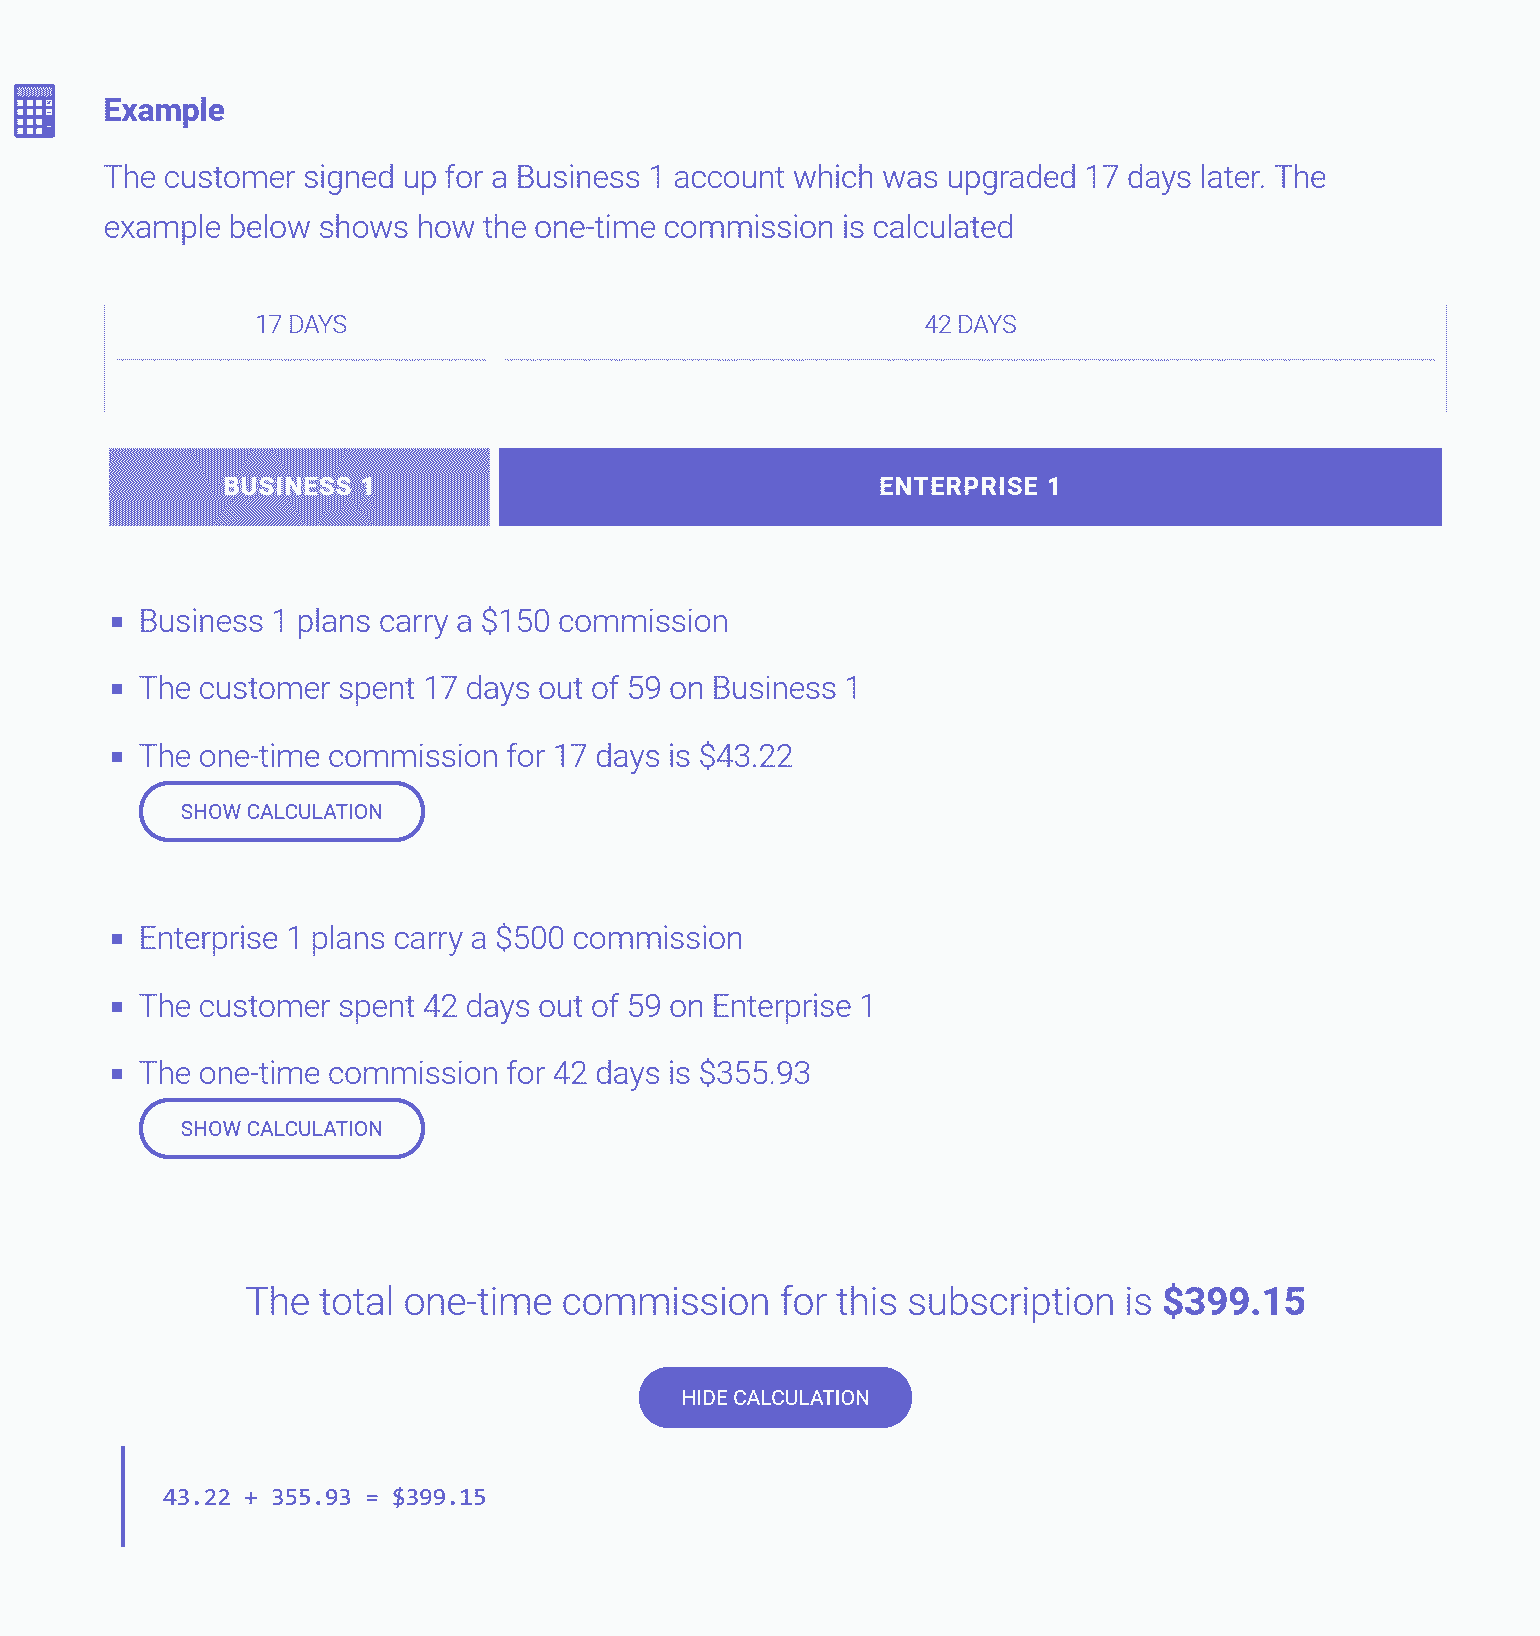 Example
The customer signed up for a Business 1 account which was upgraded 17 days later. The
example below shows how the one-time commission is calculated
17 DAYS
42 DAYS
BUSINESS 1
ENTERPRISE 1
Business 1 plans carry a $150 commission
The customer spent 17 days out of 59 on Business 1
The one-time commission for 17 days is $43.22
SHOW CALCULATION
Enterprise 1 plans carry a $500 commission
The customer spent 42 days out of 59 on Enterprise 1
The one-time commission for 42 days is $355.93
SHOW CALCULATION
The total one-time commission for this subscription is $399.15
HIDE CALCULATION
43.22 + 355.93 = $399.15